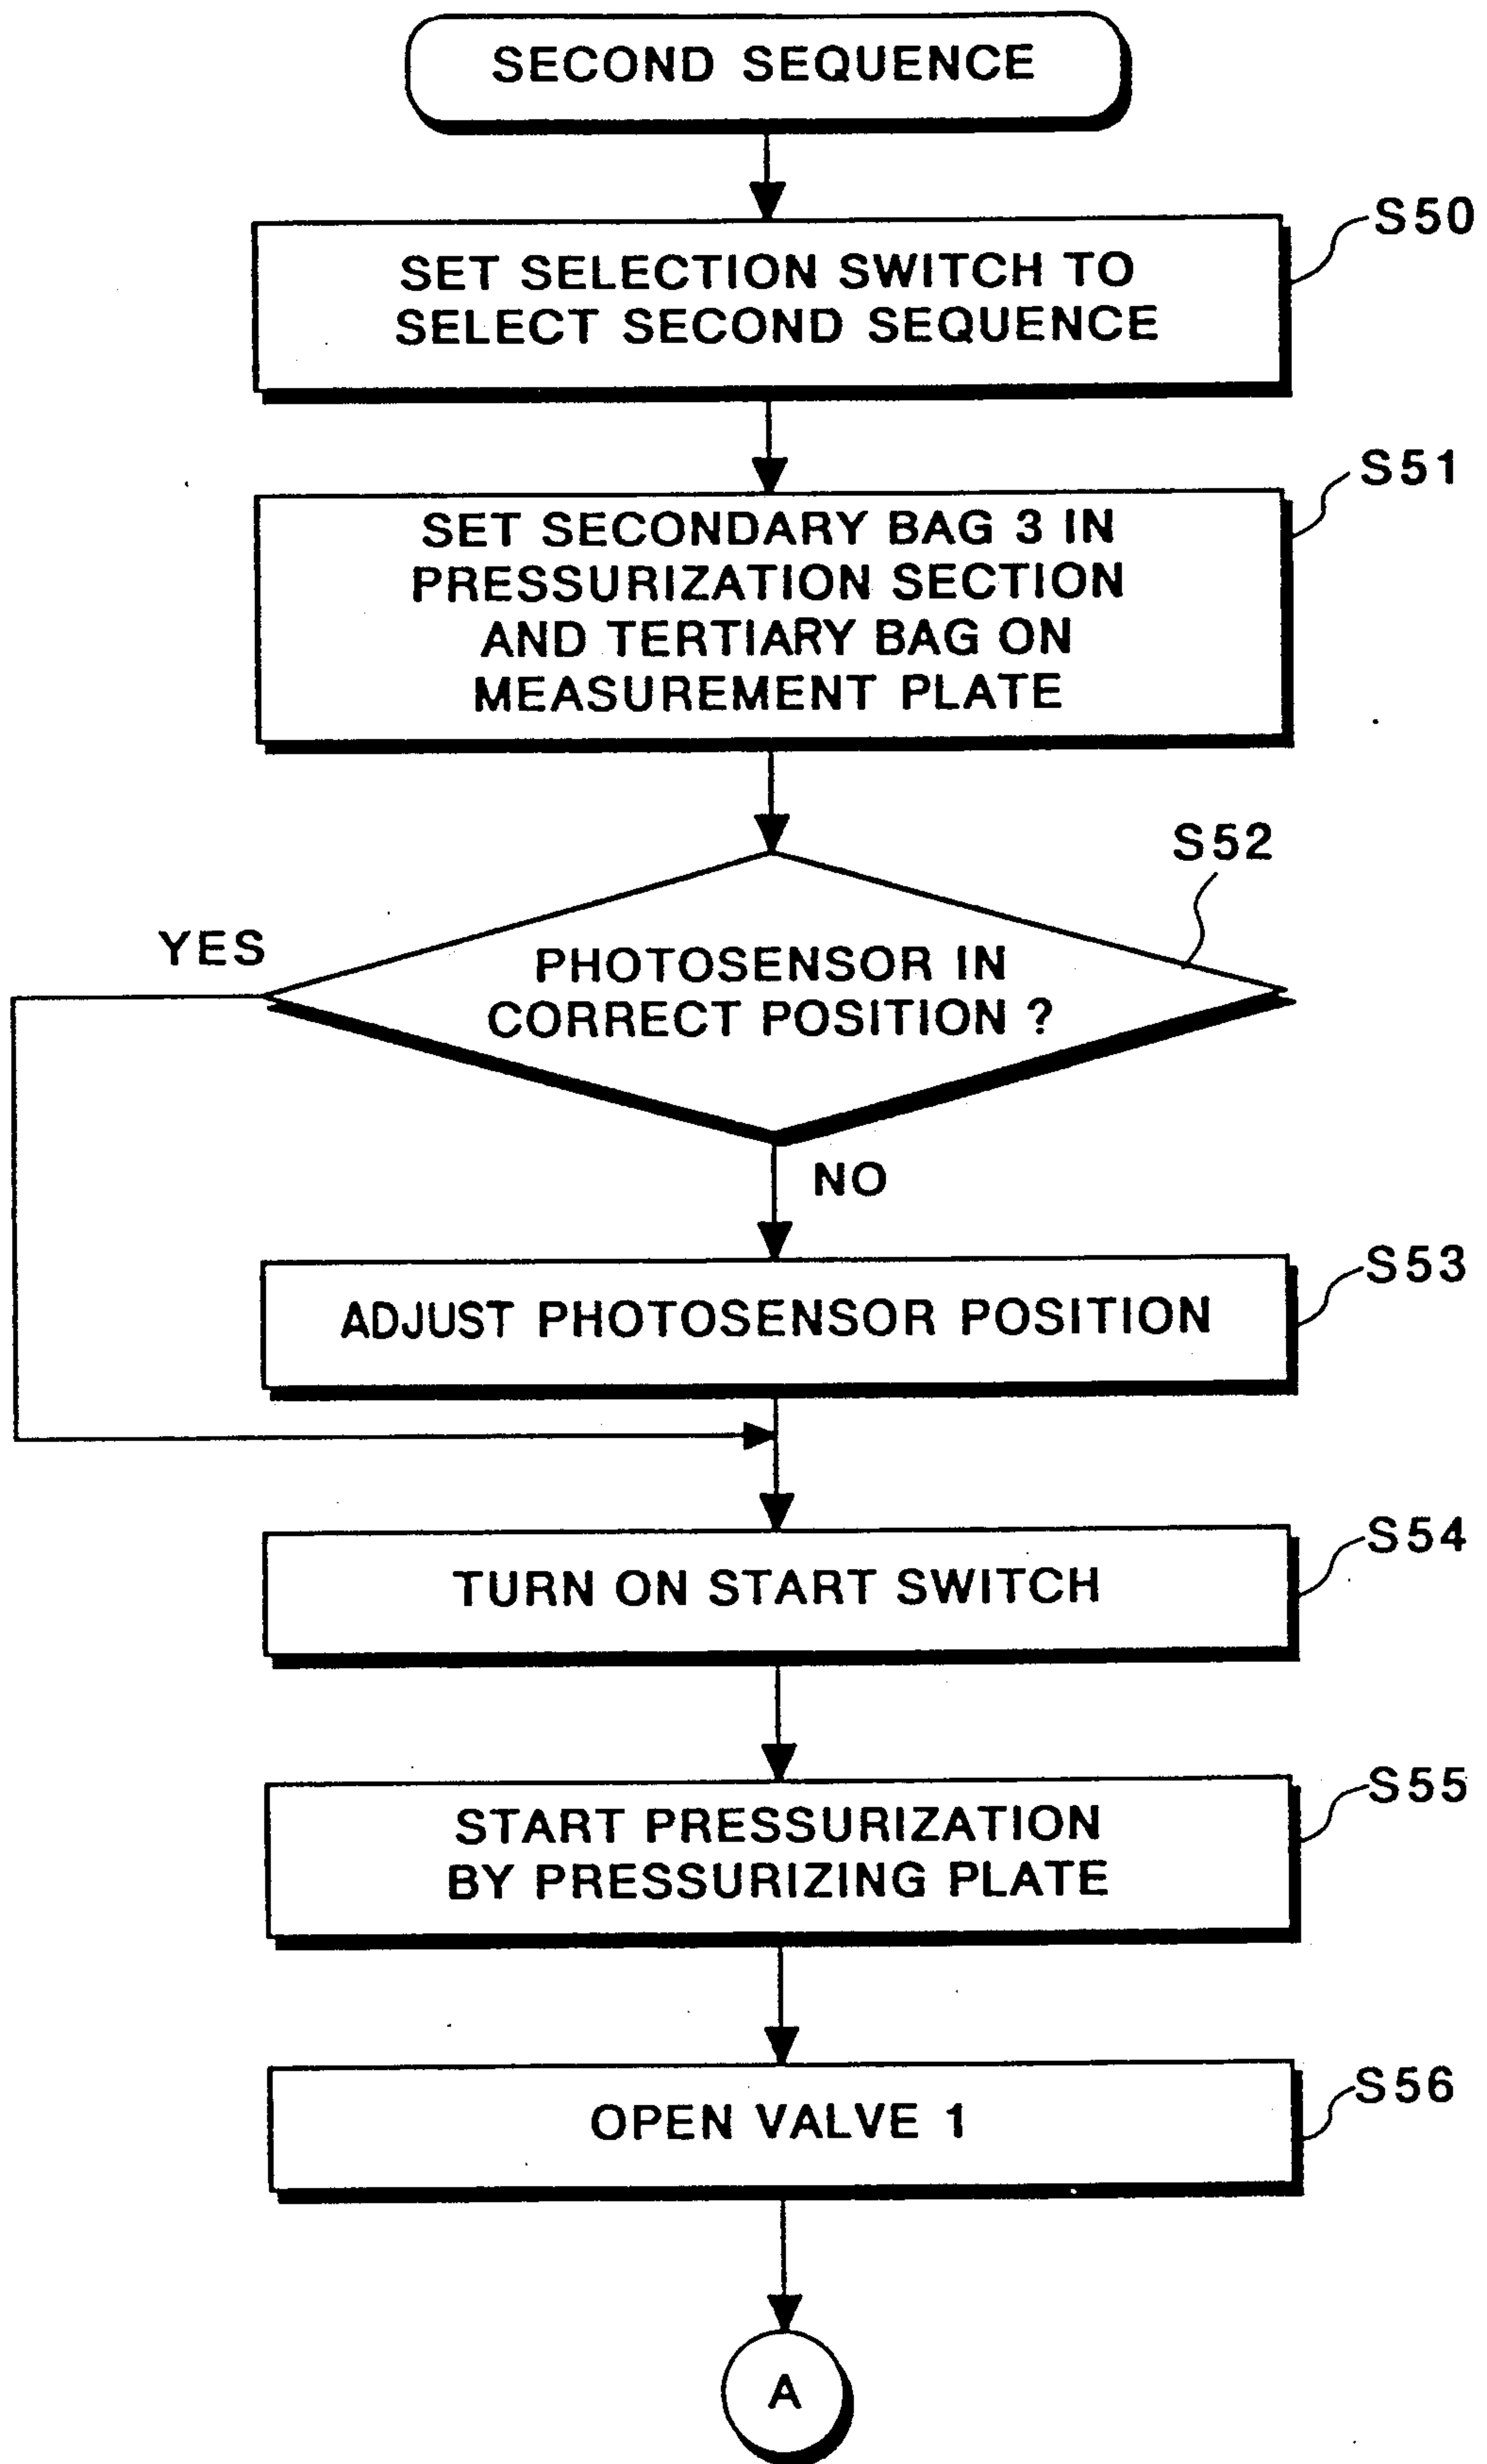 SECOND SEQUENCE
S50
SET SELECTION SWITCH TO
SELECT SECOND SEQUENCE
S51
SET SECONDARY BAG 3 IN
PRESSURIZATION SECTION
AND TERTIARY BAG ON
MEASUREMENT PLATE
S52
YES
PHOTOSENSOR IN
CORRECT POSITION ?
NO
S53
ADJUST PHOTOSENSOR POSITION
S54
TURN ON START SWITCH
S55
START PRESSURIZATION
BY PRESSURIZING PLATE
S56
OPEN VALVE 1
A